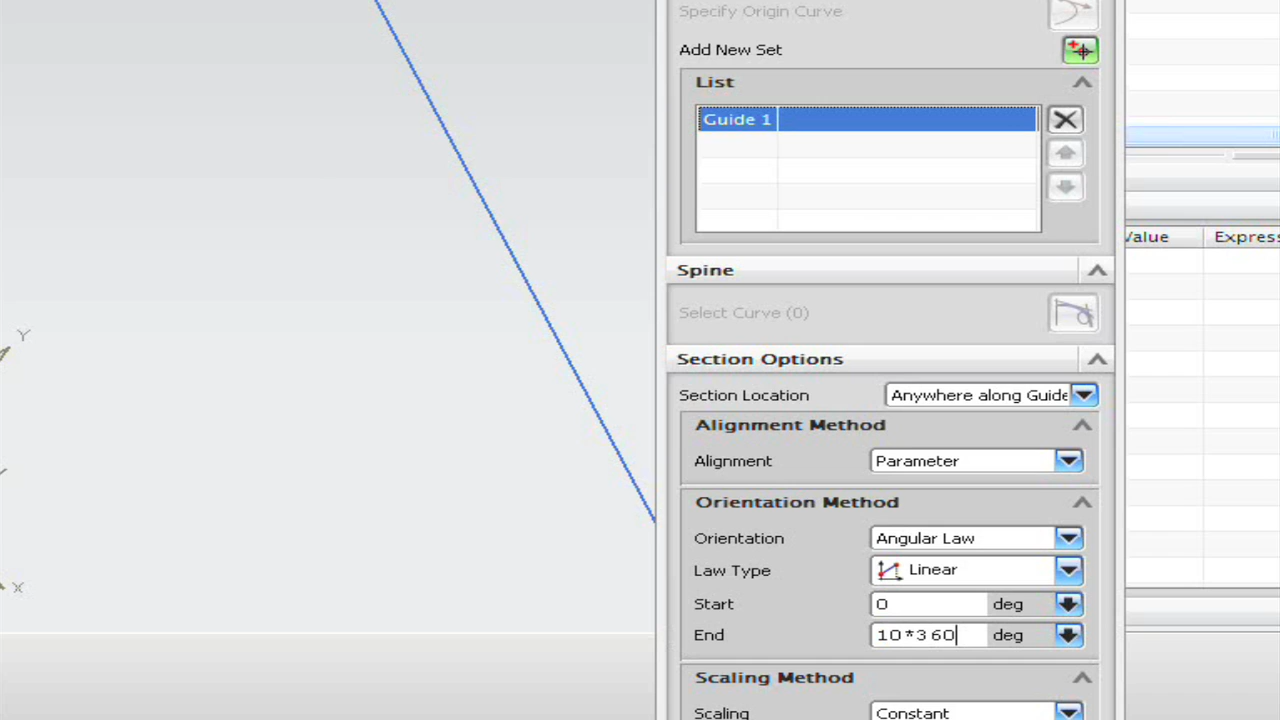 Specify Origin Curve
Add New Set
List
Guide 1
Value Express
Spine
Select Curve (0)
Y
Section Options
Section Location Anywhere along Guide
Alignment Method
Alignment Parameter
Orientation Method
Orientation Angular Law
Law Type Linear
X
Start 0 deg
End 10*360 deg
Scaling Method
Scaling Constant